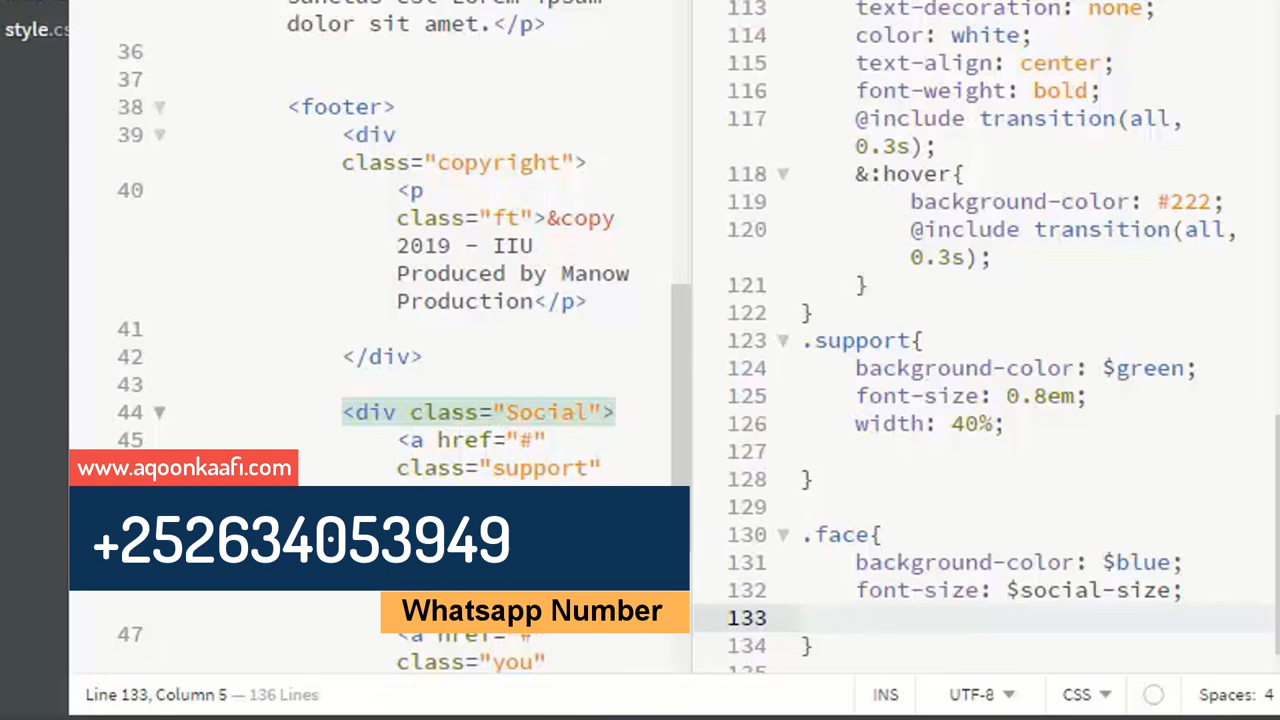 style.cs
dolor sit amet.</p>
36
37
38 <footer>
39 <div
class="copyright">
40 <p
class="ft">&copy
2019 - IIU
Produced by Manow
Production</p>
41
42 </div>
43
44 <div class="Social">
45 <a href="#"
class="support"
www.aqoonkaafi.com
+252634053949
Whatsapp Number
47 <a href="#"
class="you"
113 text-decoration: none;
114 color: white;
115 text-align: center;
116 font-weight: bold;
117 @include transition(all,
0.3s);
118 &:hover{
119 background-color: #222;
120 @include transition(all,
0.3s);
121 }
122 }
123 .support{
124 background-color: $green;
125 font-size: 0.8em;
126 width: 40%;
127
128 }
129
130 .face{
131 background-color: $blue;
132 font-size: $social-size;
133
134 }
135
Line 133, Column 5 — 136 Lines
INS UTF-8 CSS Spaces: 4